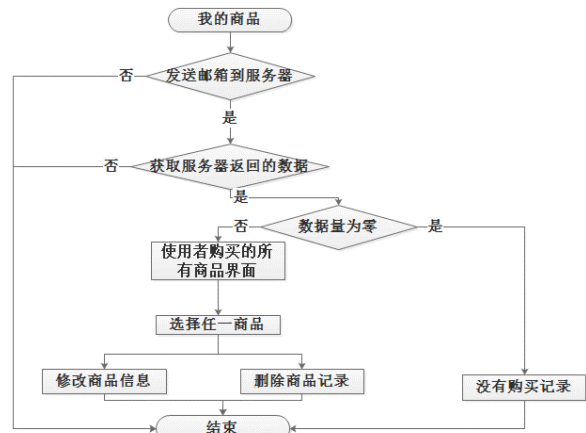 我的商品
否
发送邮箱到服务器
是
否
获取服务器返回的数据
是
否
数据量为零
是
使用者购买的所
有商品界面
选择任一商品
修改商品信息
删除商品记录
没有购买记录
结束